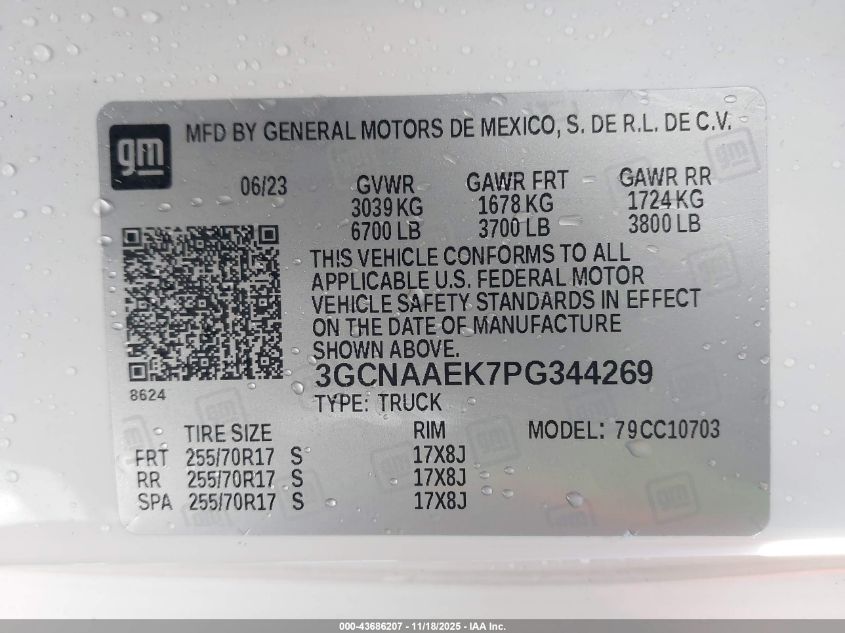 gm
MFD BY GENERAL MOTORS DE MEXICO, S. DE R.L. DE C.V.
06/23 GVWR GAWR FRT GAWR RR
3039 KG 1678 KG 1724 KG
6700 LB 3700 LB 3800 LB
THIS VEHICLE CONFORMS TO ALL
APPLICABLE U.S. FEDERAL MOTOR
VEHICLE SAFETY STANDARDS IN EFFECT
ON THE DATE OF MANUFACTURE
SHOWN ABOVE.
3GCNAAEK7PG344269
8624
TYPE: TRUCK
TIRE SIZE RIM MODEL: 79CC10703
FRT 255/70R17 S 17X8J
RR 255/70R17 S 17X8J
SPA 255/70R17 S 17X8J
000-43686207 - 11/18/2025 - IAA Inc.